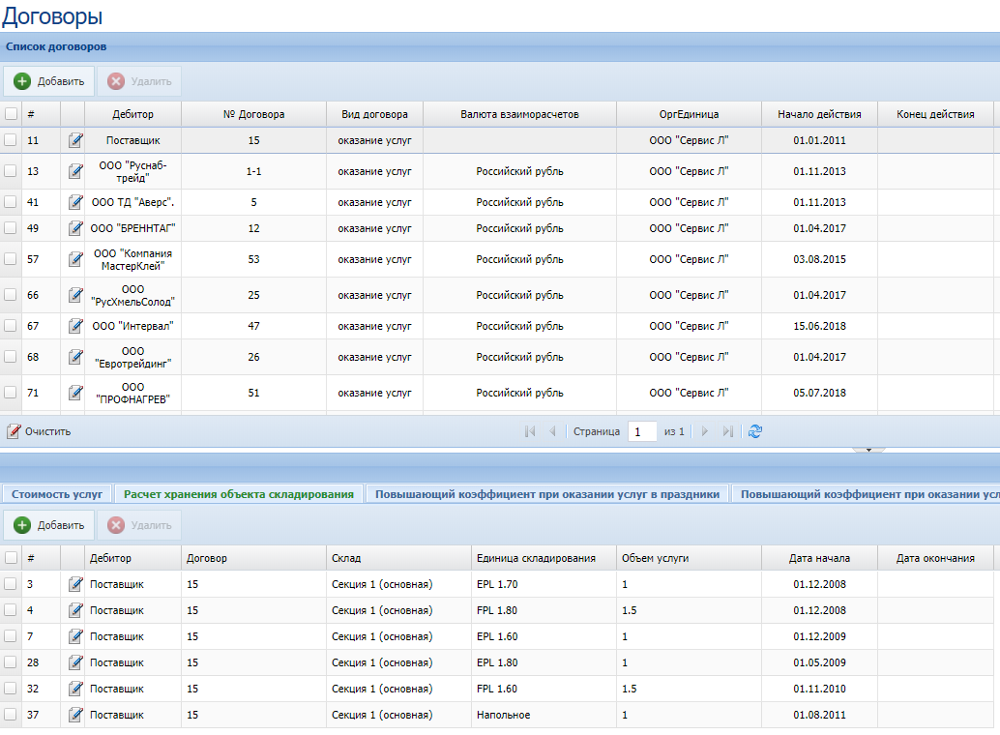 Договоры
Список договоров
Добавить Удалить
# Дебитор № Договора Вид договора Валюта взаиморасчетов ОргЕдиница Начало действия Конец действия
11 Поставщик 15 оказание услуг ООО "Сервис Л" 01.01.2011
13 ООО "Руснаб-
трейд" 1-1 оказание услуг Российский рубль ООО "Сервис Л" 01.11.2013
41 ООО ТД "Аверс". 5 оказание услуг Российский рубль ООО "Сервис Л" 01.11.2013
49 ООО "БРЕННТАГ" 12 оказание услуг Российский рубль ООО "Сервис Л" 01.04.2017
57 ООО "Компания
МастерКлей" 53 оказание услуг Российский рубль ООО "Сервис Л" 03.08.2015
66 ООО
"РусХмельСолод" 25 оказание услуг Российский рубль ООО "Сервис Л" 01.04.2017
67 ООО "Интервал" 47 оказание услуг Российский рубль ООО "Сервис Л" 15.06.2018
68 ООО
"Евротрейдинг" 26 оказание услуг Российский рубль ООО "Сервис Л" 01.04.2017
71 ООО
"ПРОФНАГРЕВ" 51 оказание услуг Российский рубль ООО "Сервис Л" 05.07.2018
Очистить Страница 1 из 1
Стоимость услуг Расчет хранения объекта складирования Повышающий коэффициент при оказании услуг в праздники Повышающий коэффициент при оказании усл
Добавить Удалить
# Дебитор Договор Склад Единица складирования Объем услуги Дата начала Дата окончания
3 Поставщик 15 Секция 1 (основная) EPL 1.70 1 01.12.2008
4 Поставщик 15 Секция 1 (основная) FPL 1.80 1.5 01.12.2008
7 Поставщик 15 Секция 1 (основная) EPL 1.60 1 01.12.2009
28 Поставщик 15 Секция 1 (основная) EPL 1.80 1 01.05.2009
32 Поставщик 15 Секция 1 (основная) FPL 1.60 1.5 01.11.2010
37 Поставщик 15 Секция 1 (основная) Напольное 1 01.08.2011